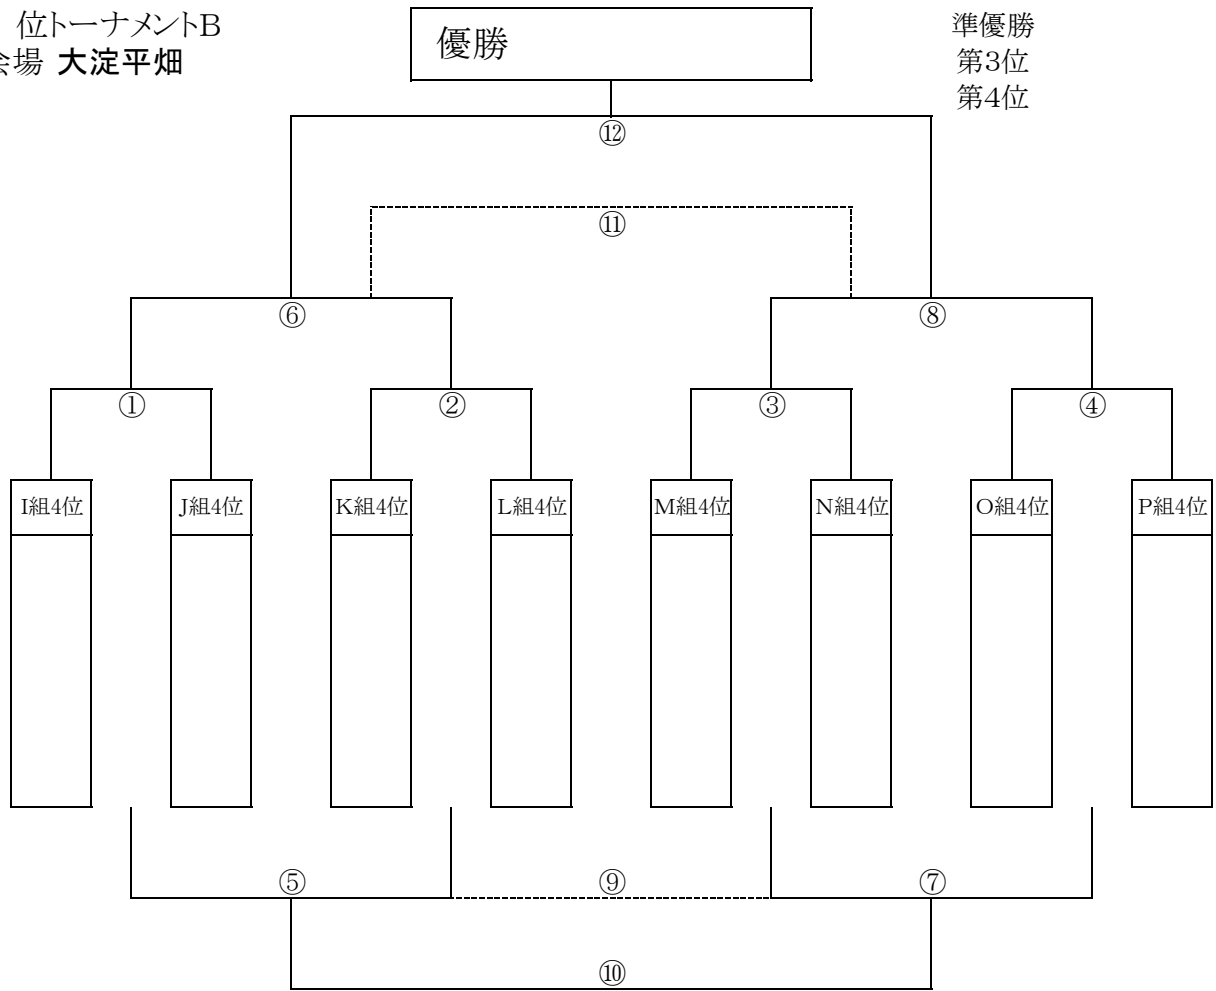 位トーナメントB
会場 大淀平畑
優勝
準優勝
第3位
第4位
⑫
⑪
⑥
⑧
①
②
③
④
I組4位
J組4位
K組4位
L組4位
M組4位
N組4位
O組4位
P組4位
⑤
⑨
⑦
⑩